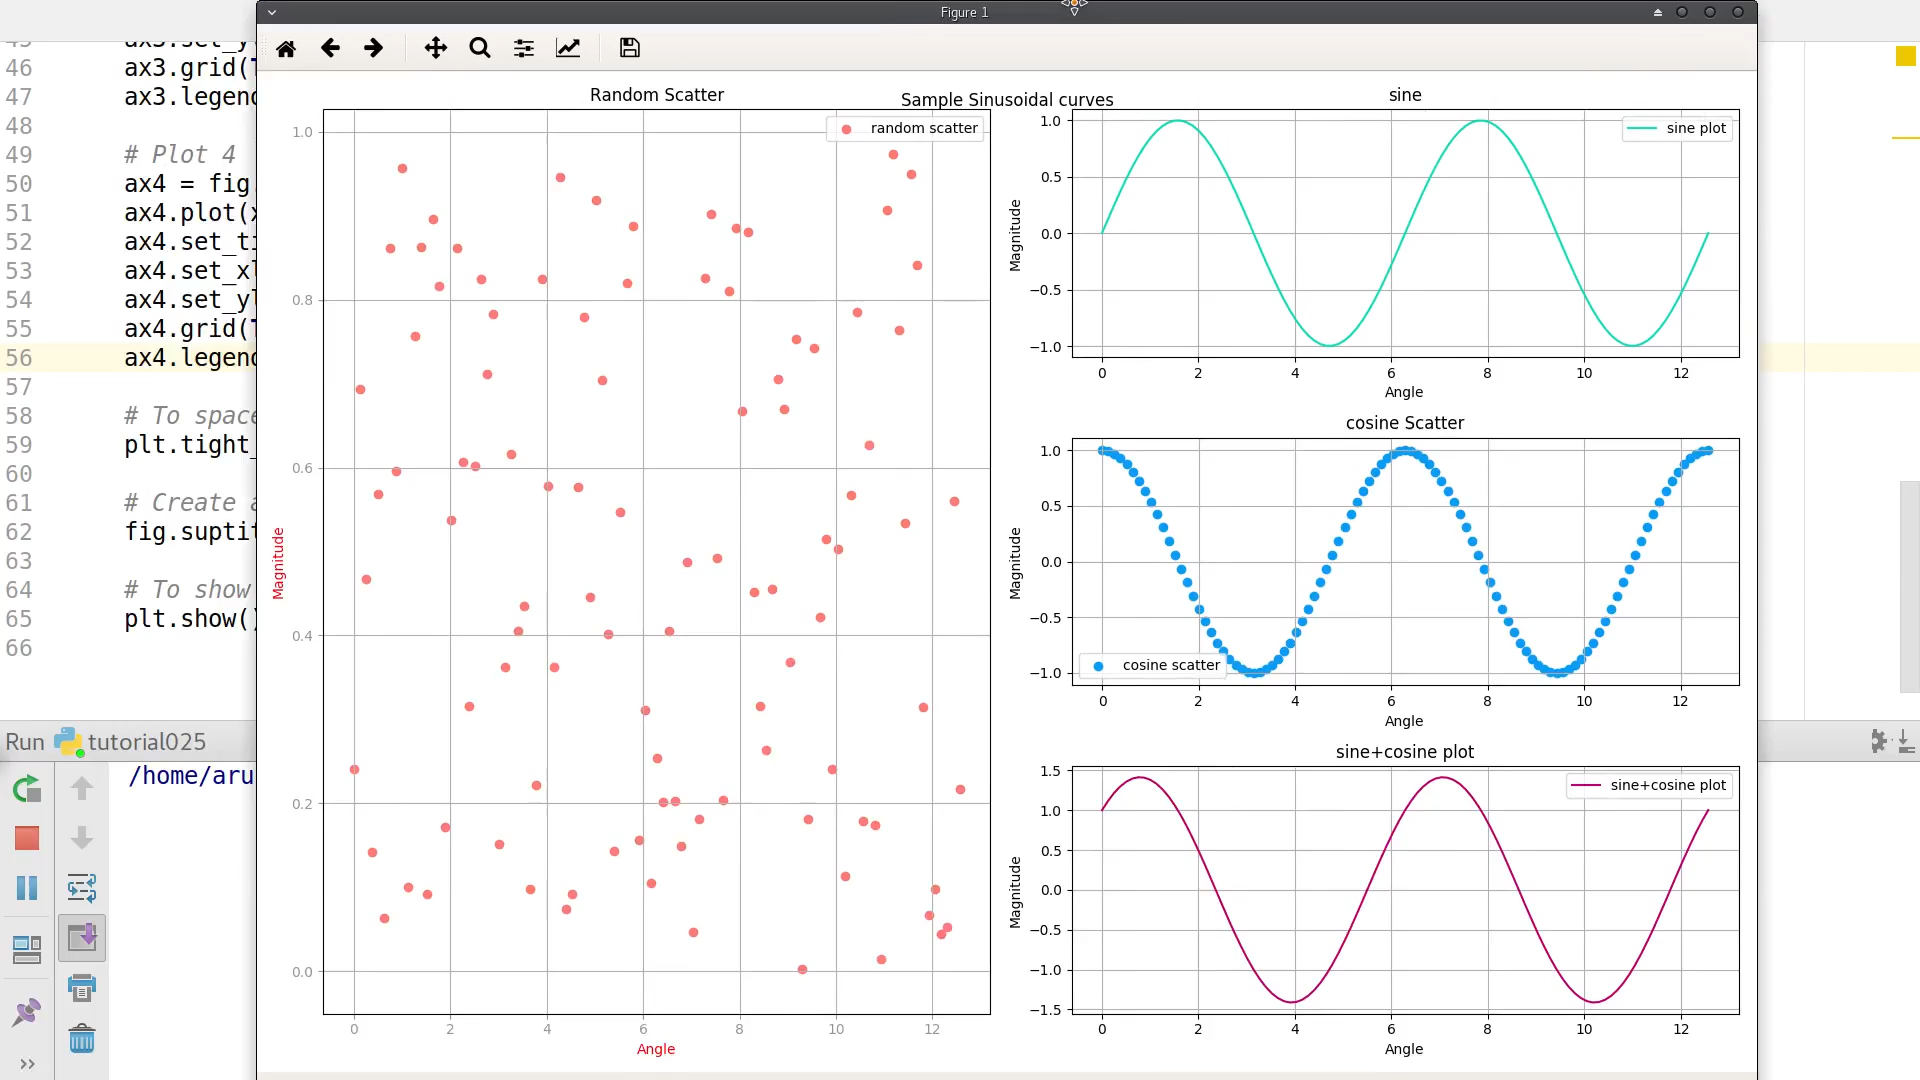 Figure 1
46 ax3.grid(
47 ax3.legend
48
49 # Plot 4
50 ax4 = fig.
51 ax4.plot(x
52 ax4.set_ti
53 ax4.set_xl
54 ax4.set_yl
55 ax4.grid(T
56 ax4.legend
57
58 # To space
59 plt.tight_
60
61 # Create a
62 fig.suptit
63
64 # To show
65 plt.show()
66
Run tutorial025
/home/aru
Sample Sinusoidal curves
Random Scatter
random scatter
1.0
0.8
0.6
0.4
0.2
0.0
Magnitude
0 2 4 6 8 10 12
Angle
sine
sine plot
1.0
0.5
0.0
−0.5
−1.0
Magnitude
0 2 4 6 8 10 12
Angle
cosine Scatter
1.0
0.5
0.0
−0.5
−1.0
Magnitude
cosine scatter
0 2 4 6 8 10 12
Angle
sine+cosine plot
sine+cosine plot
1.5
1.0
0.5
0.0
−0.5
−1.0
−1.5
Magnitude
0 2 4 6 8 10 12
Angle